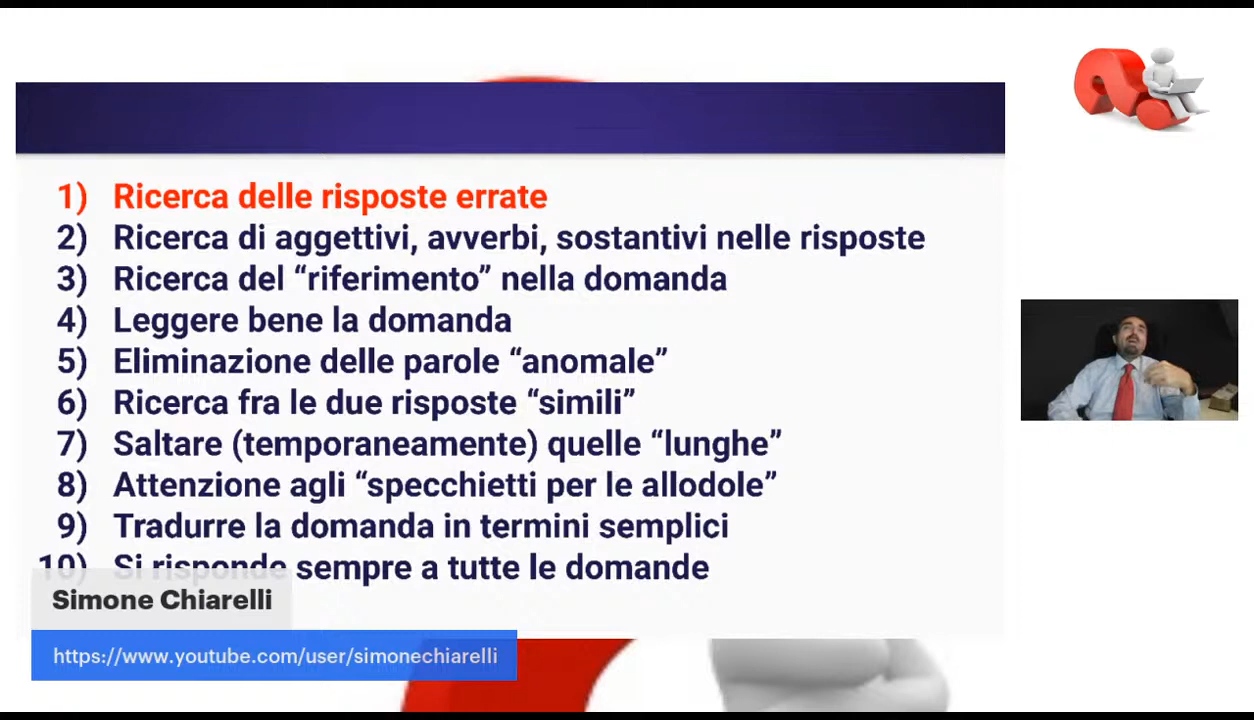 1) Ricerca delle risposte errate
2) Ricerca di aggettivi, avverbi, sostantivi nelle risposte
3) Ricerca del “riferimento” nella domanda
4) Leggere bene la domanda
5) Eliminazione delle parole “anomale”
6) Ricerca fra le due risposte “simili”
7) Saltare (temporaneamente) quelle “lunghe”
8) Attenzione agli “specchietti per le allodole”
9) Tradurre la domanda in termini semplici
10) Si risponde sempre a tutte le domande
Simone Chiarelli
https://www.youtube.com/user/simonechiarelli